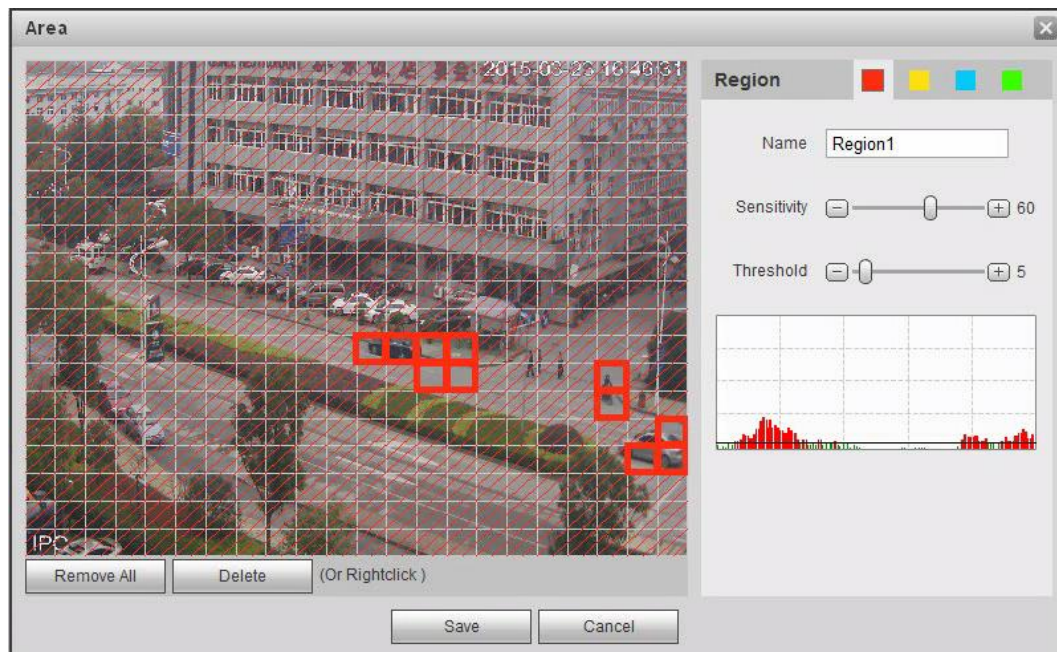 Area
2015-03-23 16:46:31
Region
Name Region1
Sensitivity 60
Threshold 5
IPC
Remove All Delete (Or Rightclick )
Save Cancel